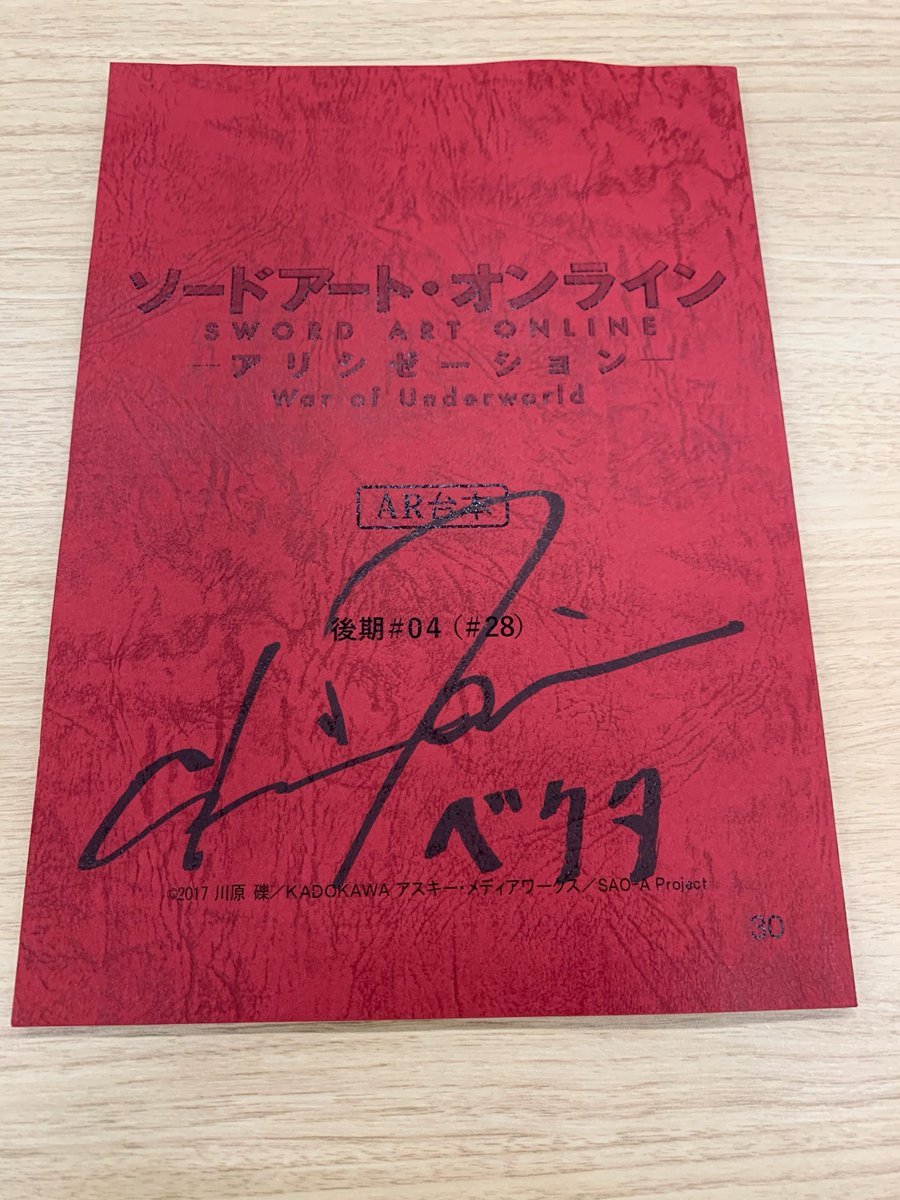 ソードアート・オンライン
SWORD ART ONLINE
―アリシゼーション―
War of Underworld
AR台本
後期#04（#28）
ベクタ
©2017 川原 礫／KADOKAWA アスキー・メディアワークス／SAO-A Project
30